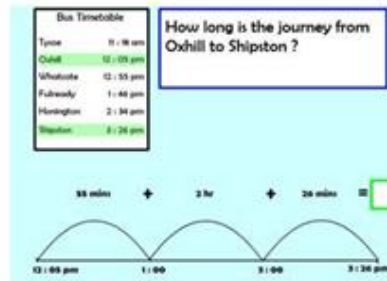 Bus Timetable
Tysoe 11 : 16 am
Oxhill 12 : 05 pm
Whatcote 12 : 55 pm
Fullready 1 : 46 pm
Honington 2 : 34 pm
Shipston 3 : 26 pm
How long is the journey from
Oxhill to Shipston ?
55 mins + 2 hr + 26 mins =
12 : 05 pm 1 : 00 3 : 00 3 : 26 pm